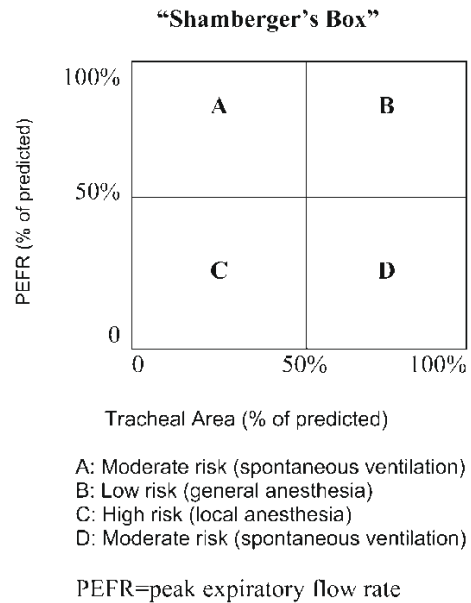 “Shamberger’s Box”
100%
A
B
50%
PEFR (% of predicted)
C
D
0
0
50%
100%
Tracheal Area (% of predicted)
A: Moderate risk (spontaneous ventilation)
B: Low risk (general anesthesia)
C: High risk (local anesthesia)
D: Moderate risk (spontaneous ventilation)
PEFR=peak expiratory flow rate